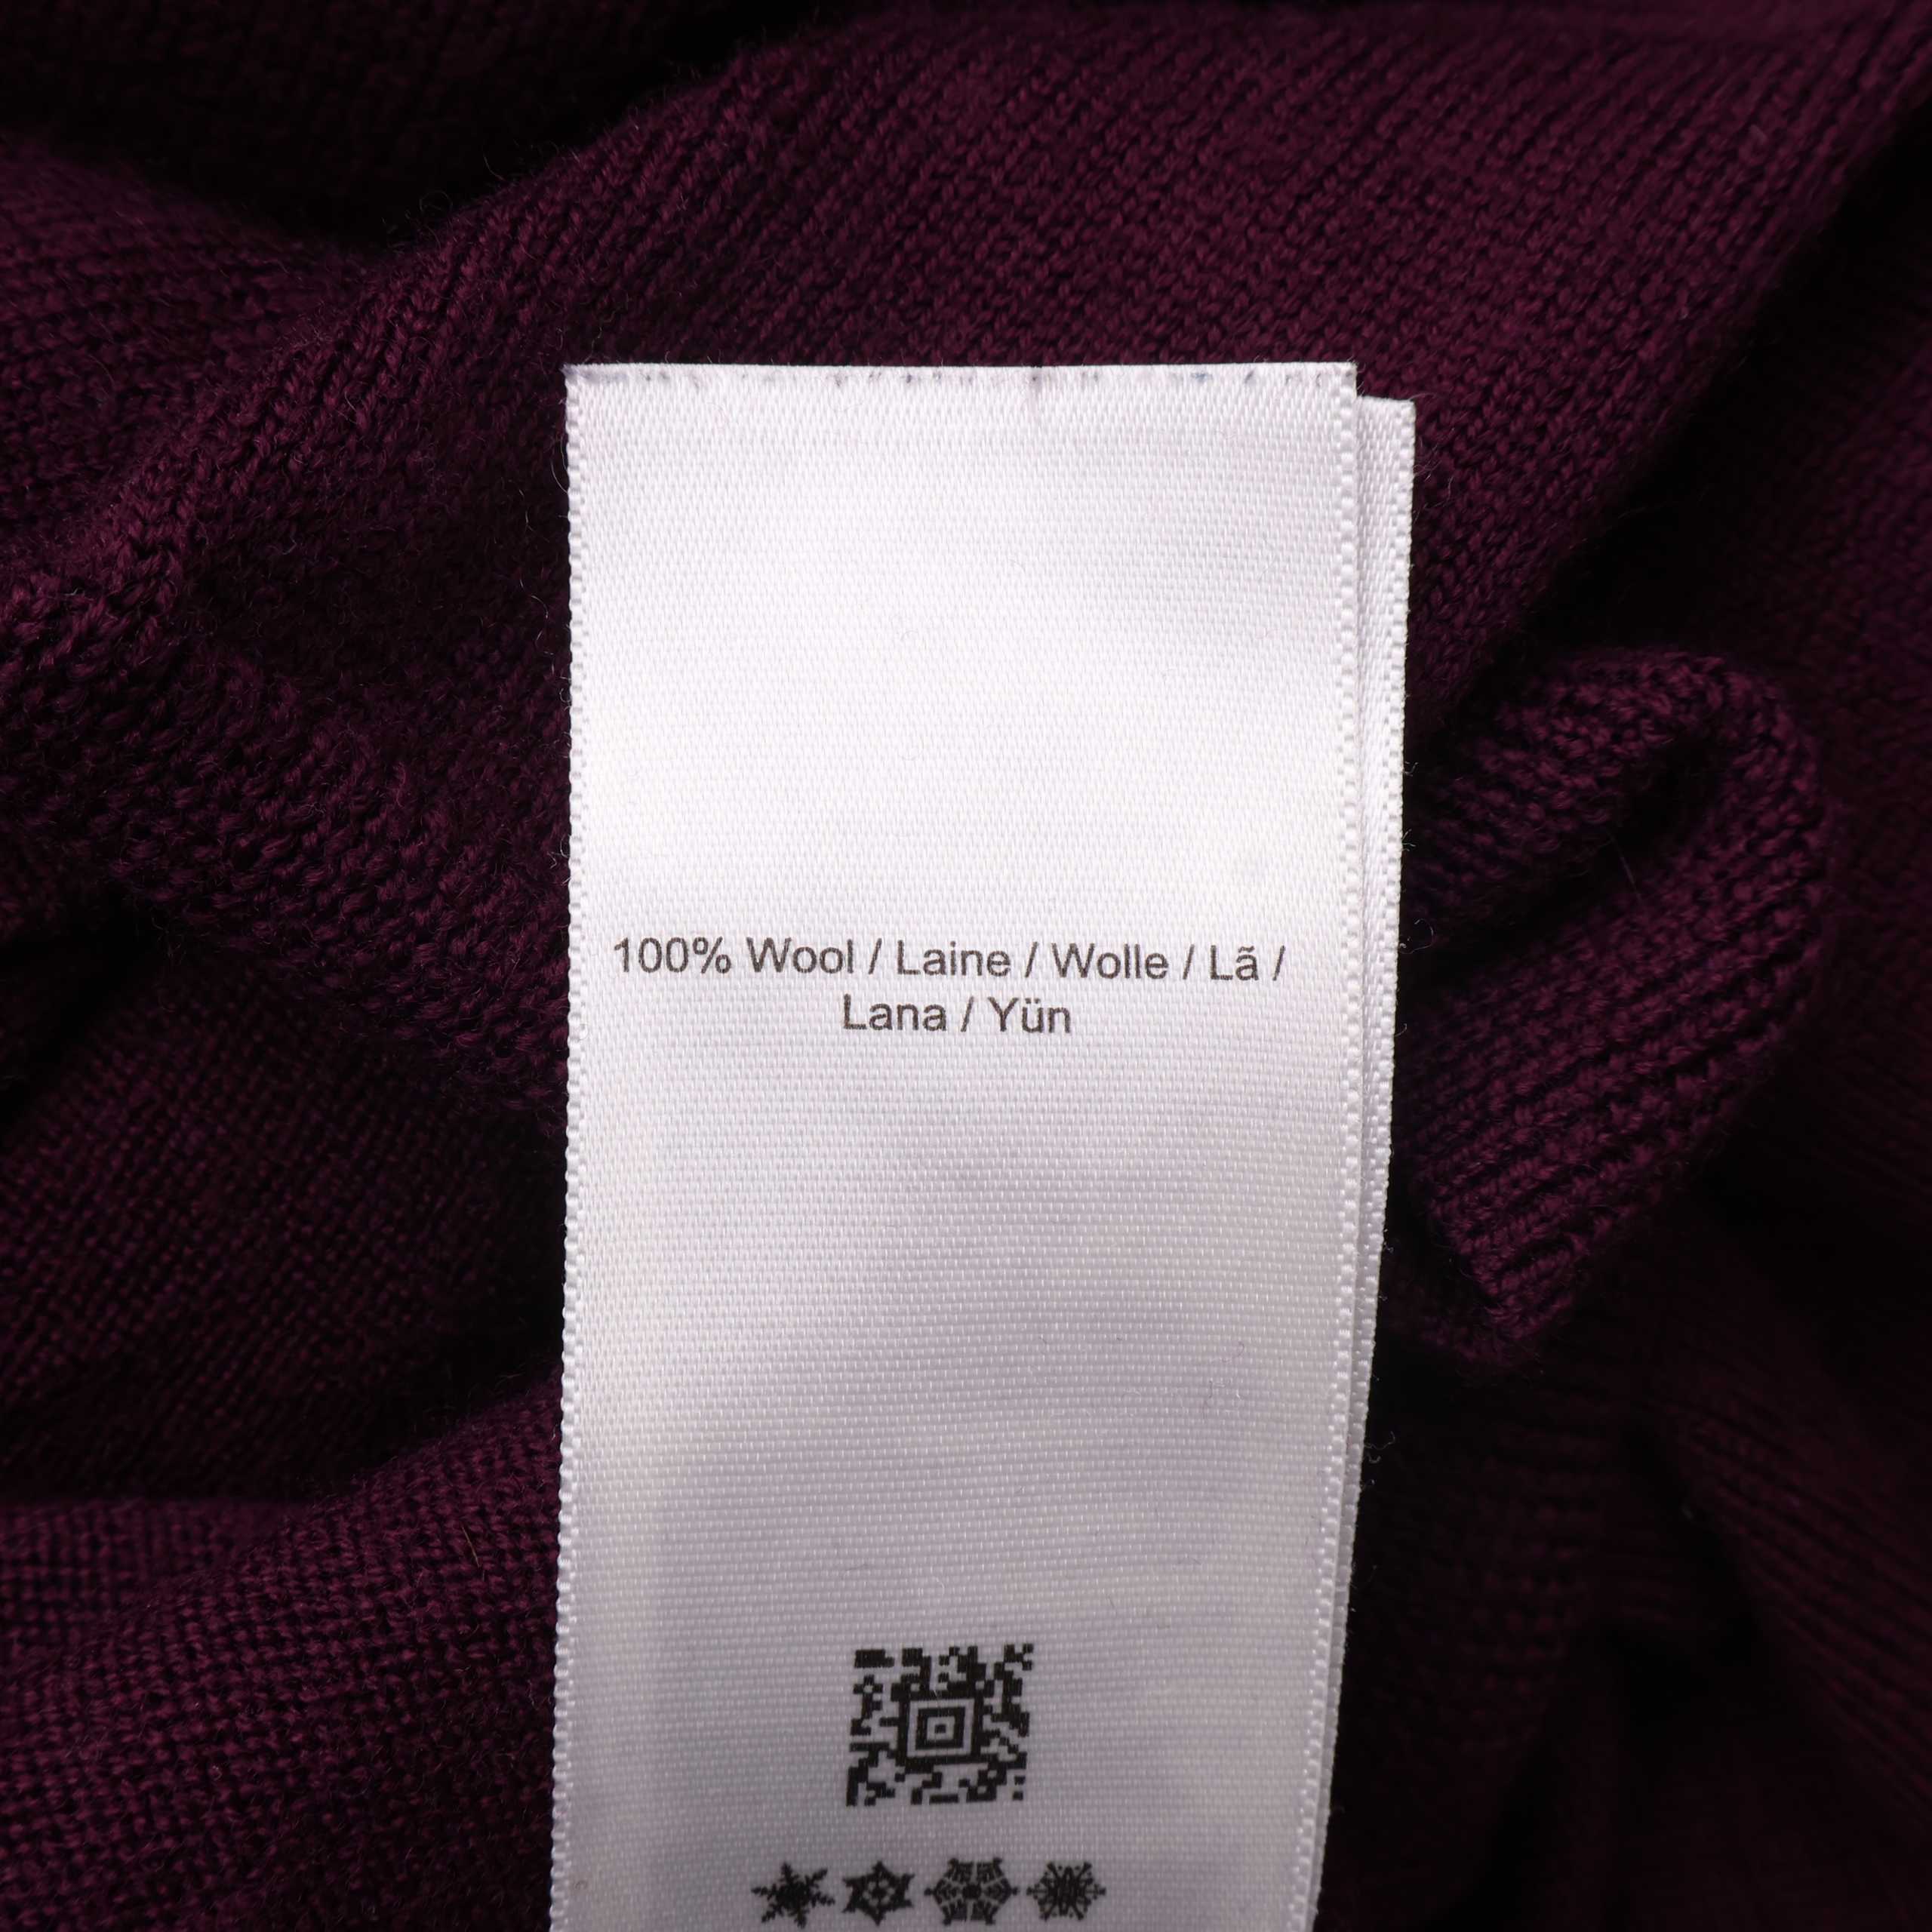 100% Wool / Laine / Wolle / Lã /
Lana / Yün